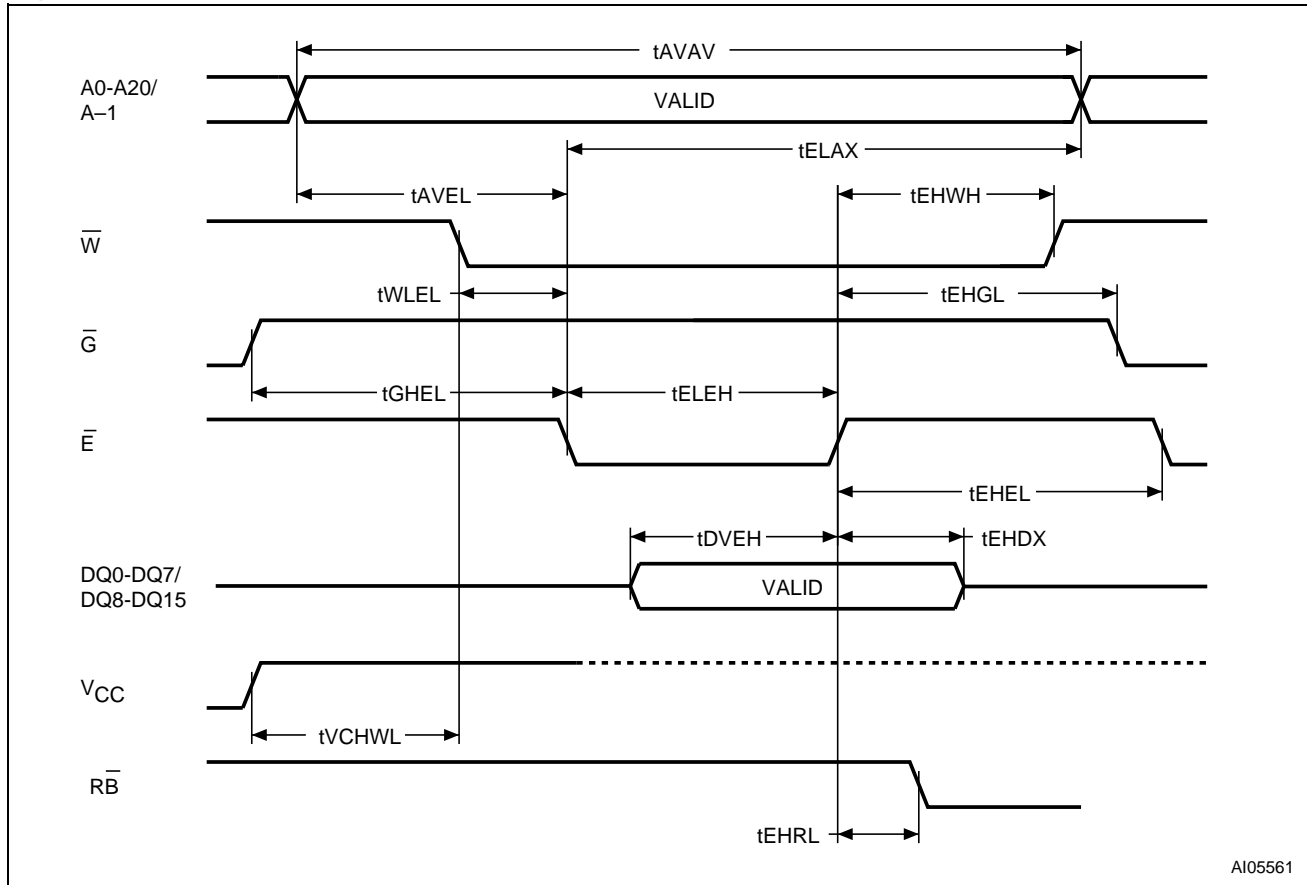 tAVAV
A0-A20/
A–1
VALID
tELAX
tAVEL
tEHWH
W̅
tWLEL
tEHGL
G̅
tGHEL
tELEH
E̅
tEHEL
tDVEH
tEHDX
DQ0-DQ7/
DQ8-DQ15
VALID
VCC
tVCHWL
RB̅
tEHRL
AI05561